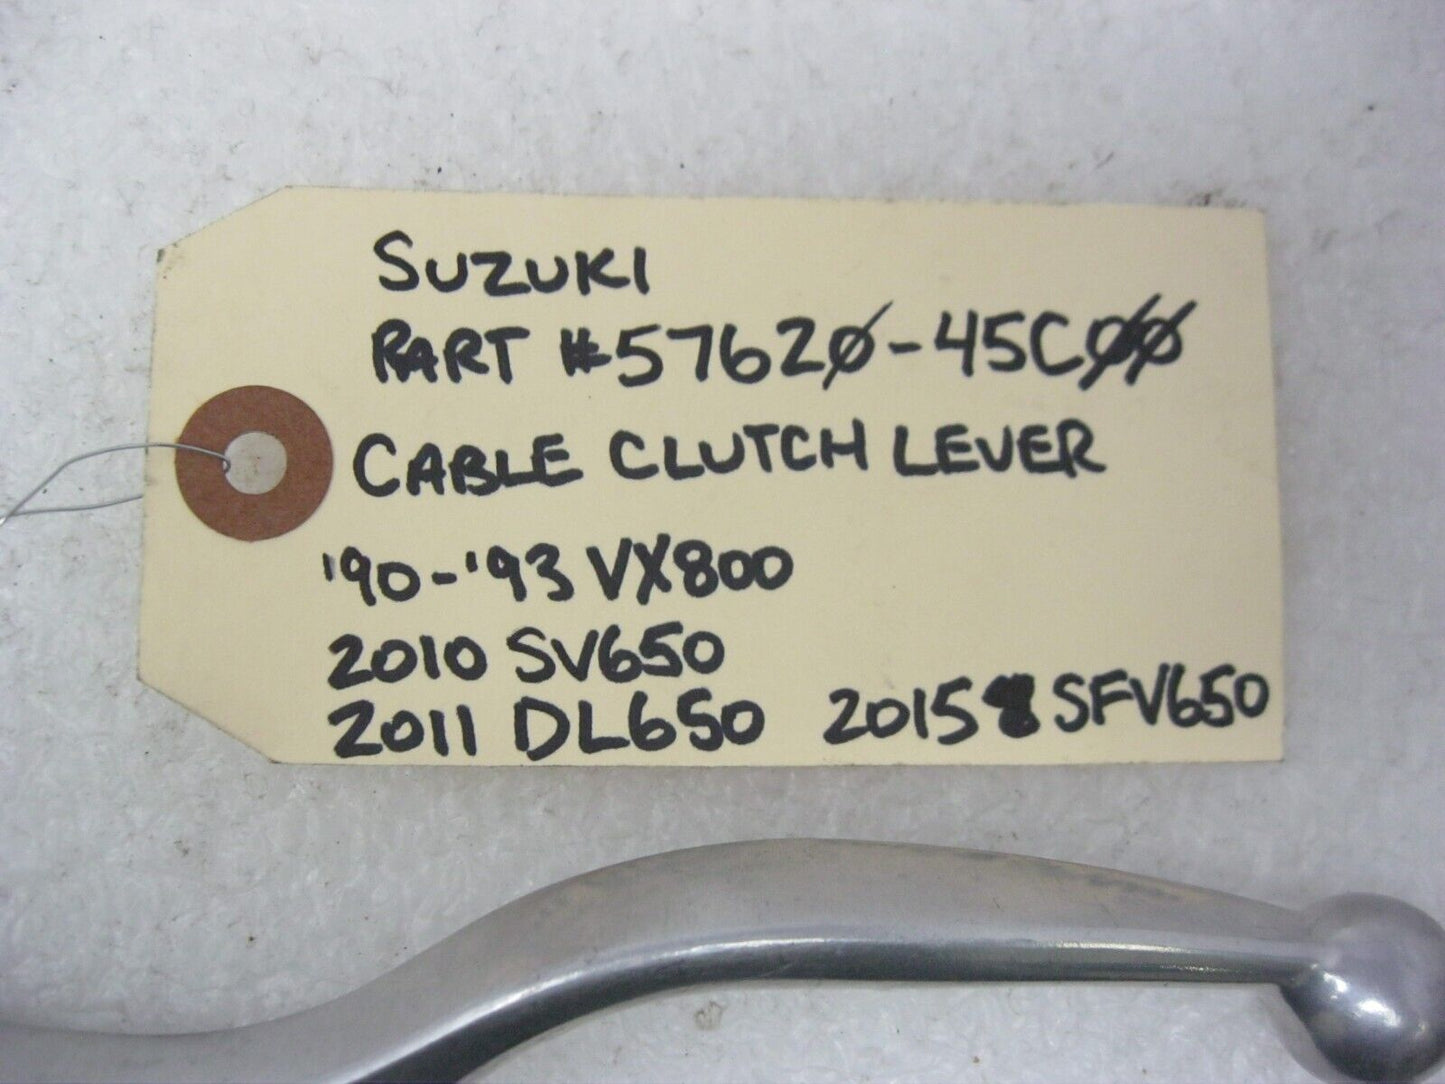 SUZUKI
PART #57620-45C00
CABLE CLUTCH LEVER
'90-'93 VX800
2010 SV650
2011 DL650 2015 SFV650